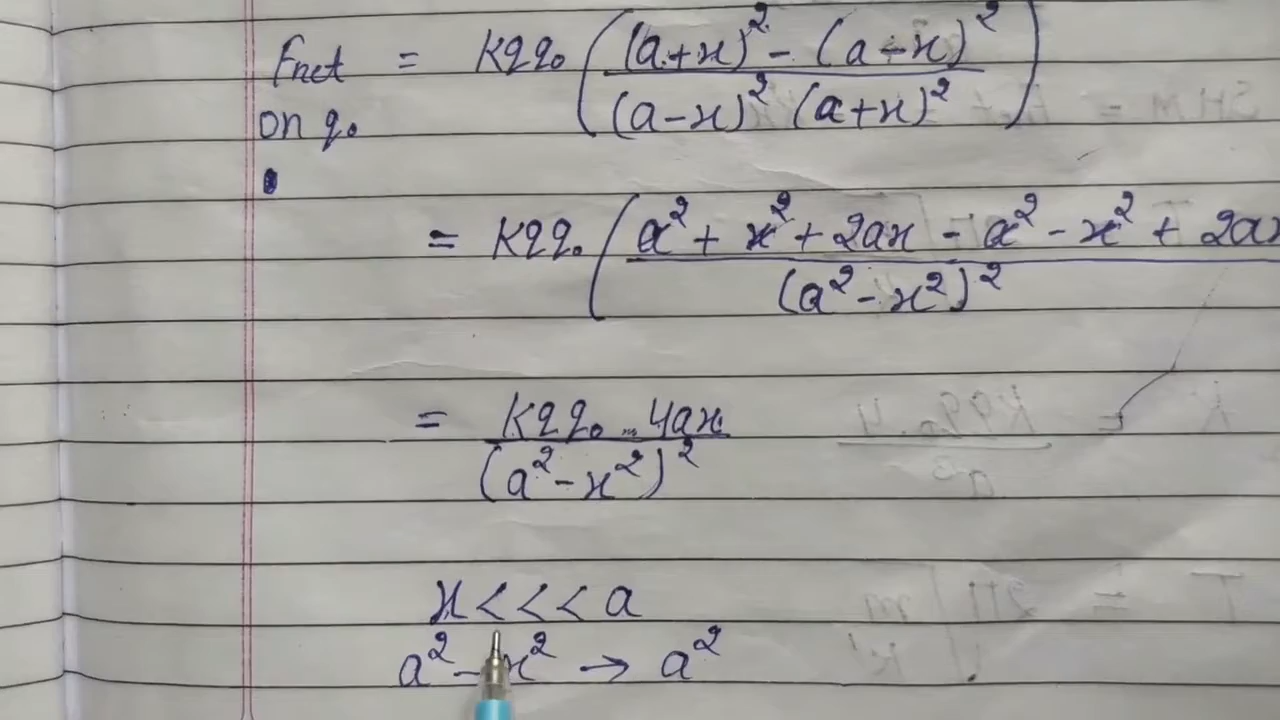 Fnet = Kqq₀ ( (a+x)² - (a-x)² / (a-x)² (a+x)² )
on q₀
= Kqq₀ ( a² + x² + 2ax - a² - x² + 2ax / (a² - x²)²
= Kqq₀ 4ax / (a² - x²)²
x <<< a
a² - x² → a²